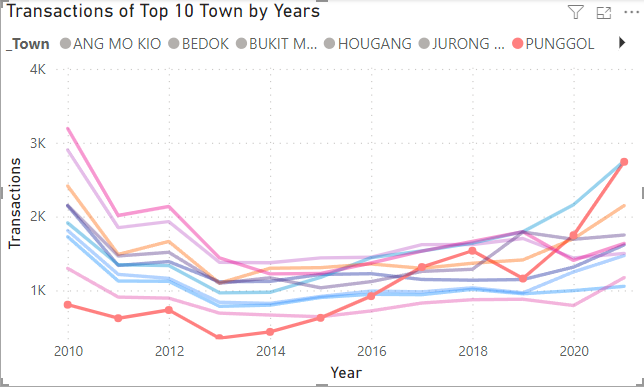 Transactions of Top 10 Town by Years
_Town ANG MO KIO BEDOK BUKIT M... HOUGANG JURONG ... PUNGGOL
4K
3K
2K
1K
Transactions
2010 2012 2014 2016 2018 2020
Year